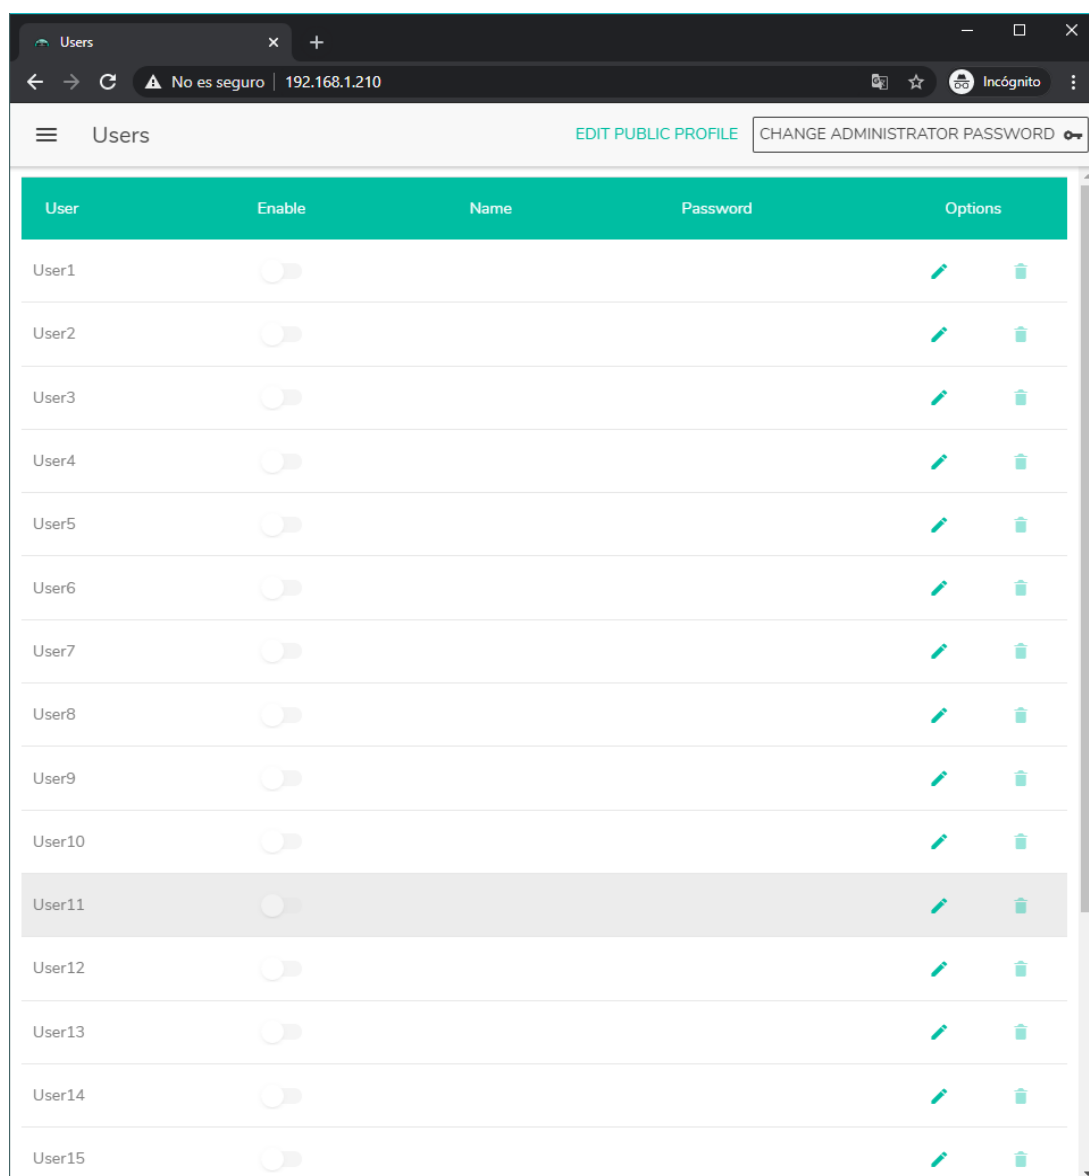 Users
No es seguro | 192.168.1.210 Incógnito
Users EDIT PUBLIC PROFILE CHANGE ADMINISTRATOR PASSWORD
User Enable Name Password Options
User1
User2
User3
User4
User5
User6
User7
User8
User9
User10
User11
User12
User13
User14
User15